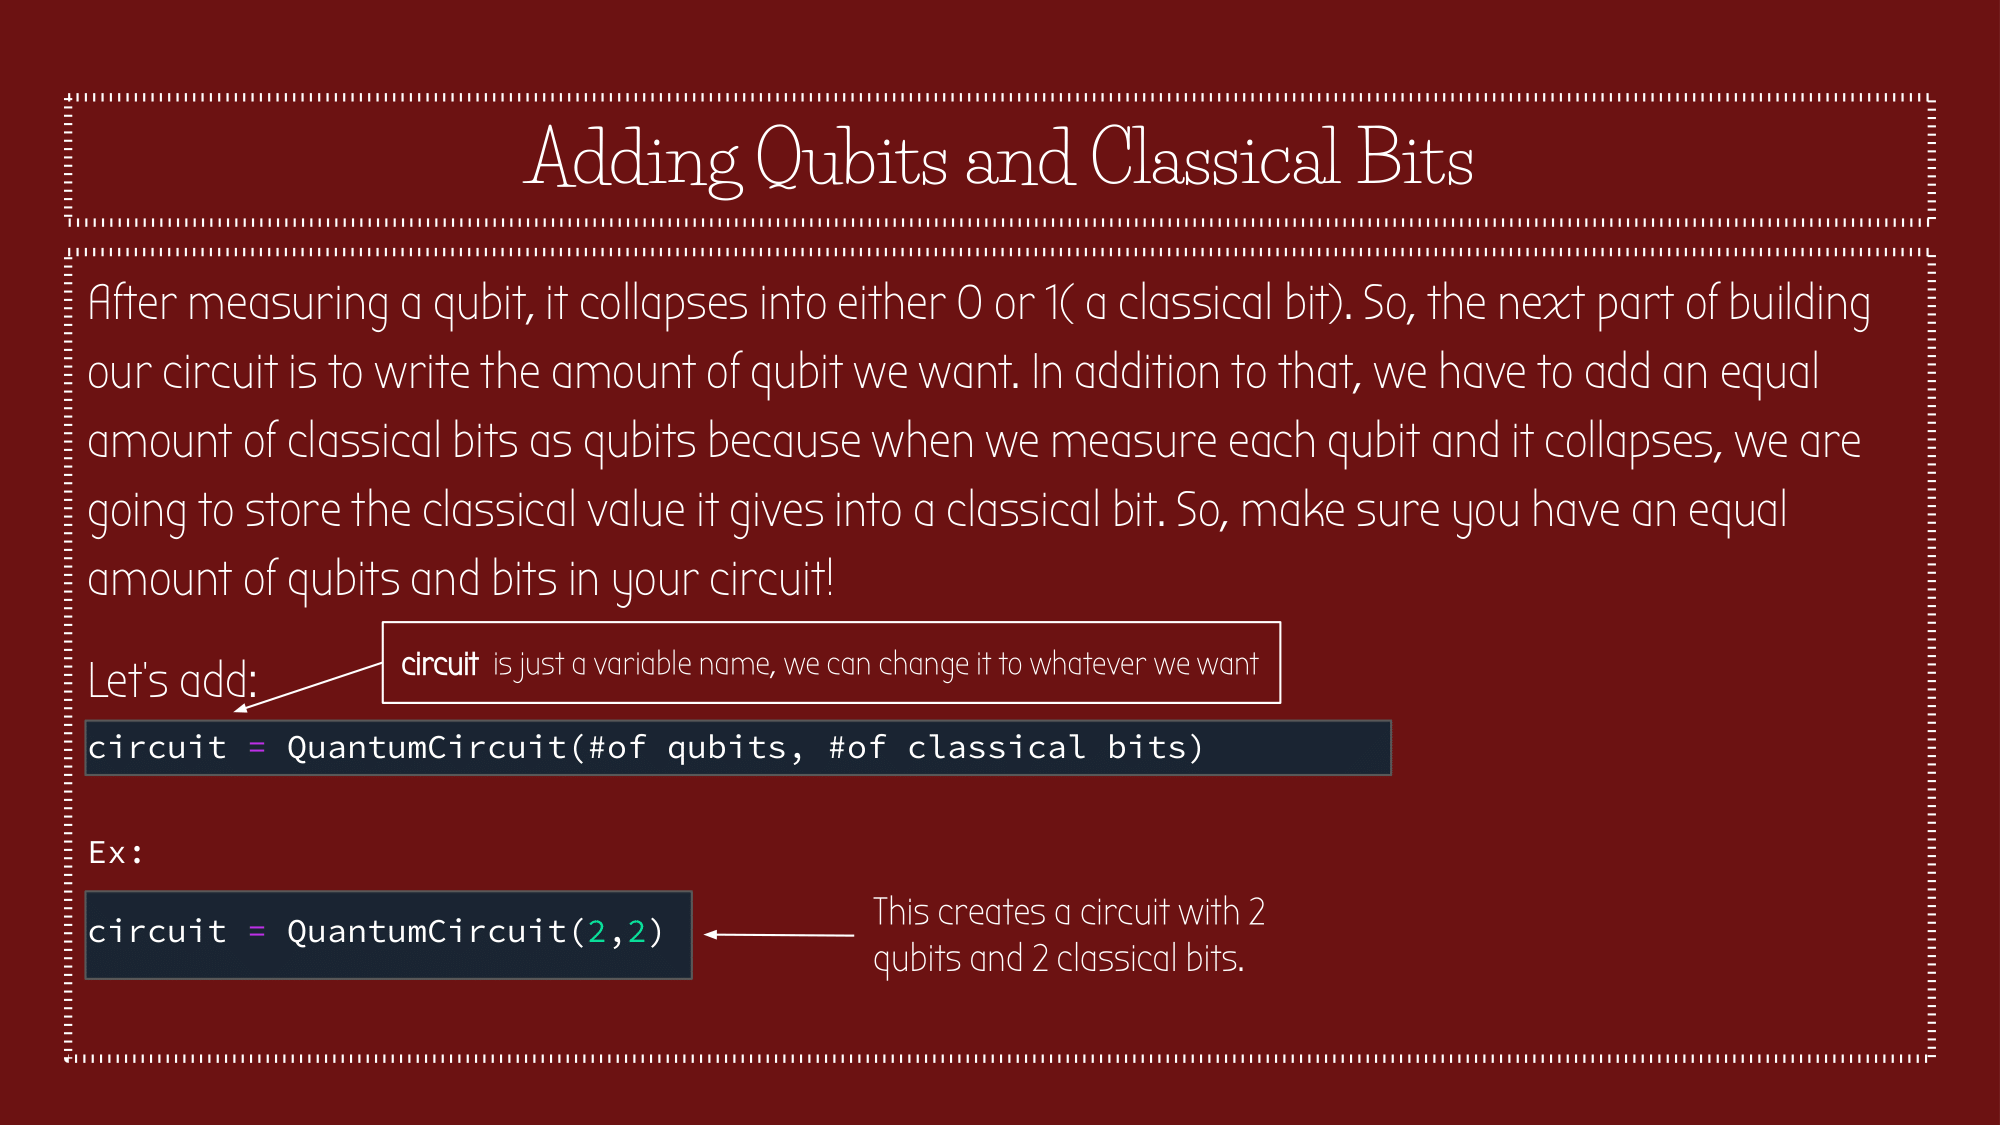 Adding Qubits and Classical Bits
After measuring a qubit, it collapses into either 0 or 1( a classical bit). So, the next part of building
our circuit is to write the amount of qubit we want. In addition to that, we have to add an equal
amount of classical bits as qubits because when we measure each qubit and it collapses, we are
going to store the classical value it gives into a classical bit. So, make sure you have an equal
amount of qubits and bits in your circuit!
circuit is just a variable name, we can change it to whatever we want
Let's add:
circuit = QuantumCircuit(#of qubits, #of classical bits)
Ex:
circuit = QuantumCircuit(2,2)
This creates a circuit with 2
qubits and 2 classical bits.